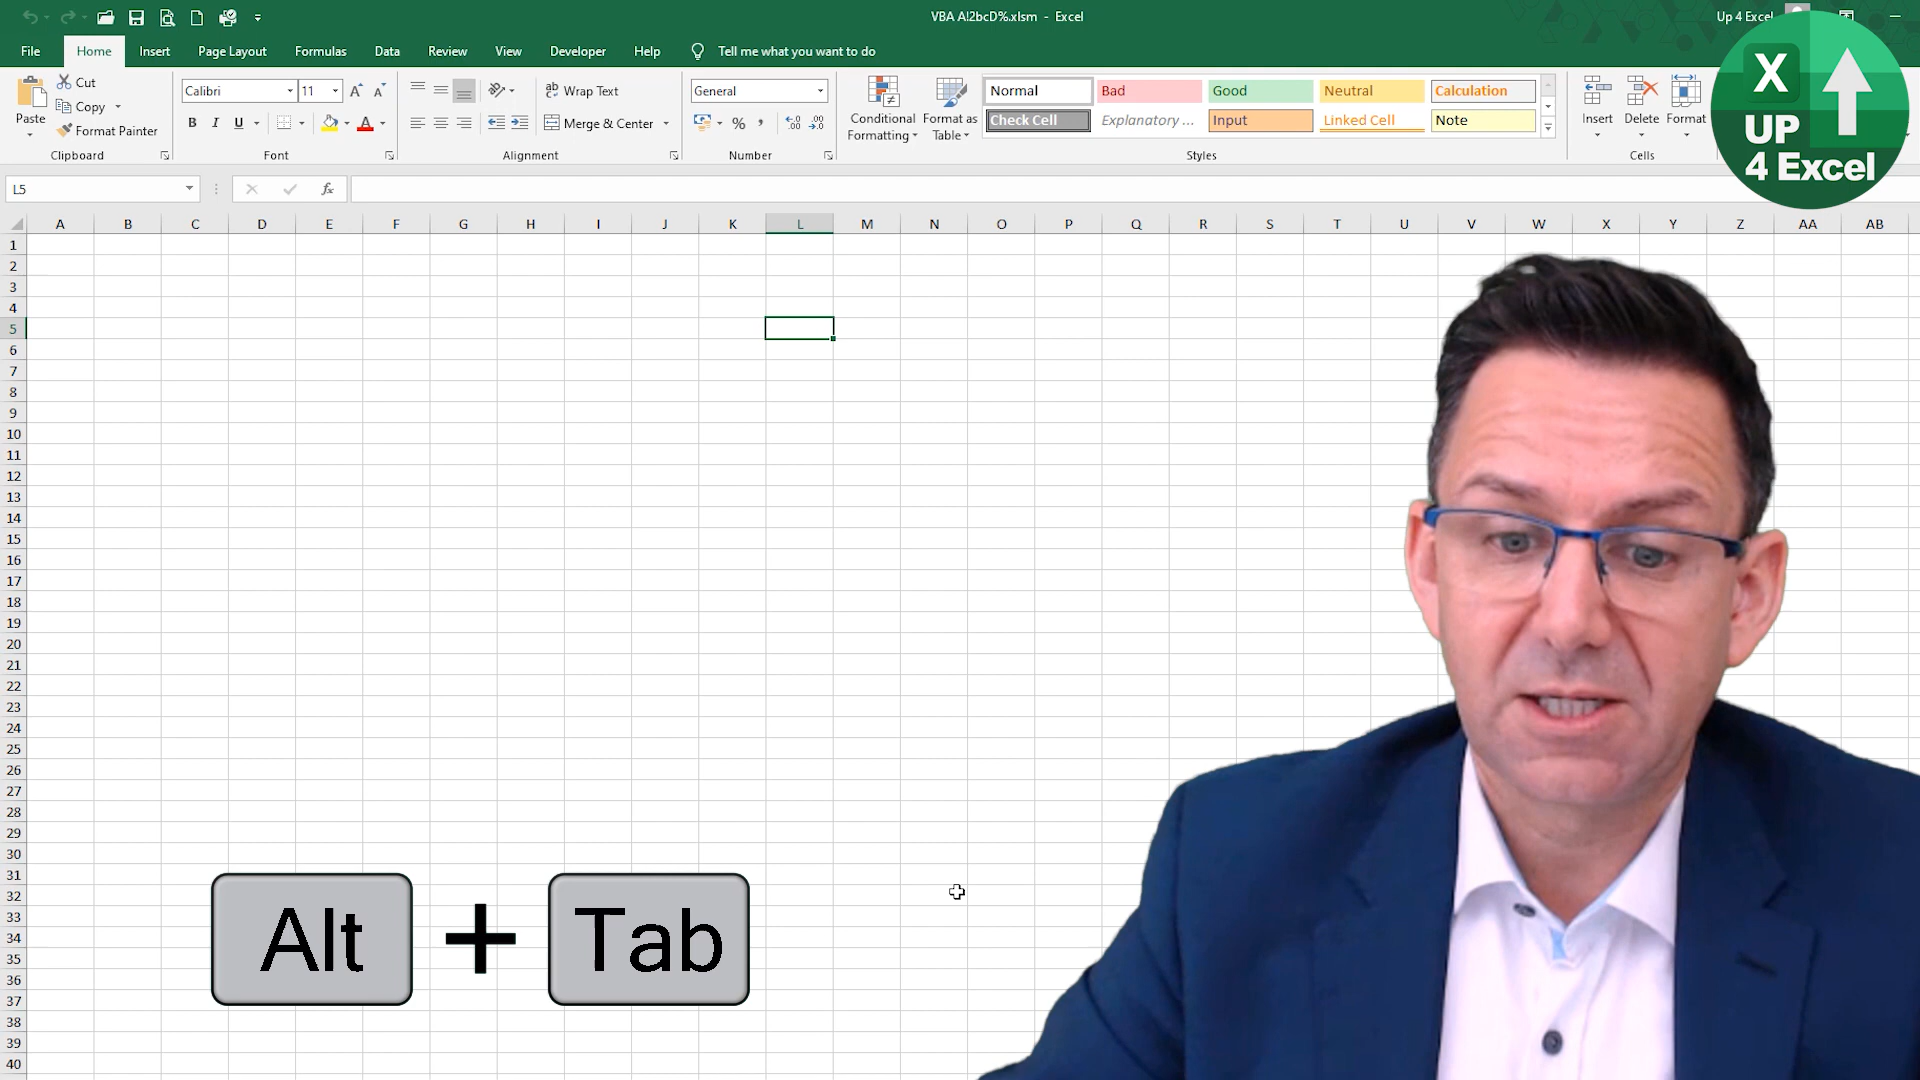 VBA A!2bcD%.xlsm - Excel
Up 4 Excel
File Home Insert Page Layout Formulas Data Review View Developer Help Tell me what you want to do
Paste
Cut
Copy
Format Painter
Clipboard
Calibri 11
B I U
Font
Wrap Text
Merge & Center
Alignment
General
%
Number
Conditional Formatting
Format as Table
Normal Bad Good Neutral Calculation
Check Cell Explanatory ... Input Linked Cell Note
Styles
Insert Delete Format
Cells
X
UP
4 Excel
L5
fx
A B C D E F G H I J K L M N O P Q R S T U V W X Y Z AA AB
1
2
3
4
5
6
7
8
9
10
11
12
13
14
15
16
17
18
19
20
21
22
23
24
25
26
27
28
29
30
31
32
33
34
35
36
37
38
39
40
Alt + Tab